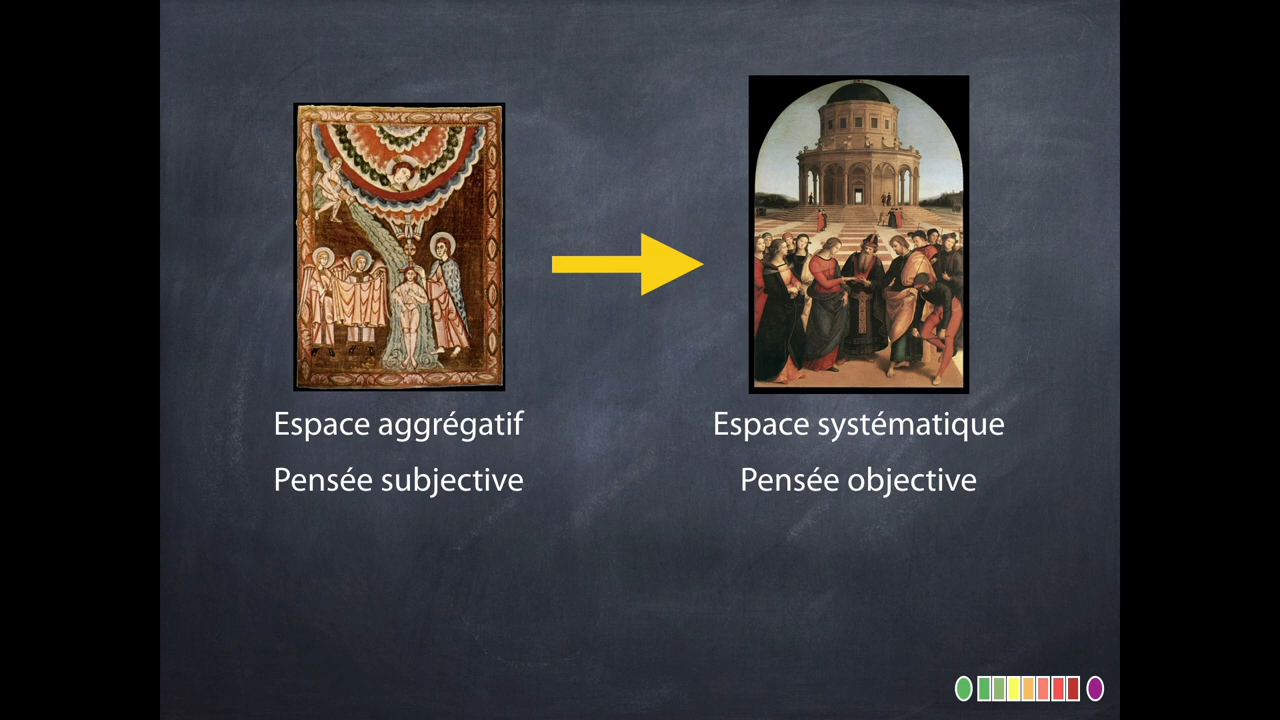 Espace aggrégatif
Pensée subjective
Espace systématique
Pensée objective